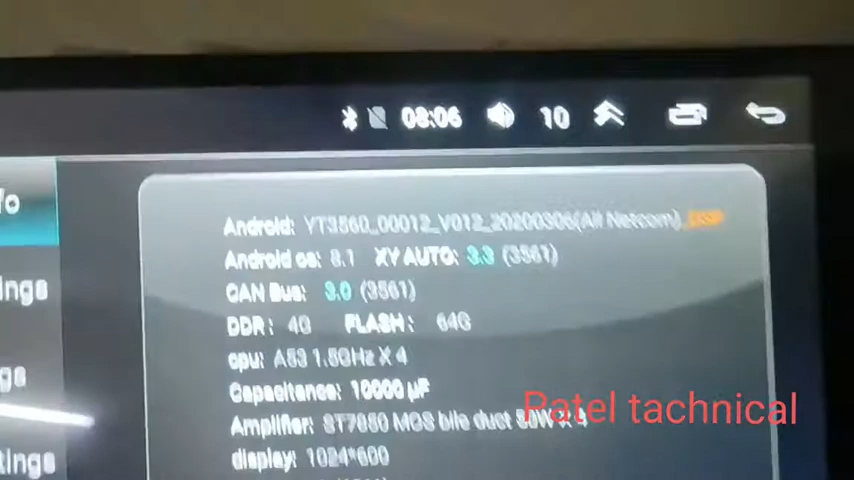 08:06 10
fo
Android: YT3560_00012_V012_20200306(All Netcom)_DSP
Android os: 8.1 XY AUTO: 3.3 (3561)
ings
CAN Bus: 3.0 (3561)
DDR: 4G FLASH: 64G
cpu: A53 1.5GHz X 4
gs
Capacitance: 10000 µF
Amplifier: ST7850 MOS bile duct 50W X 4
Patel tachnical
display: 1024*600
tings